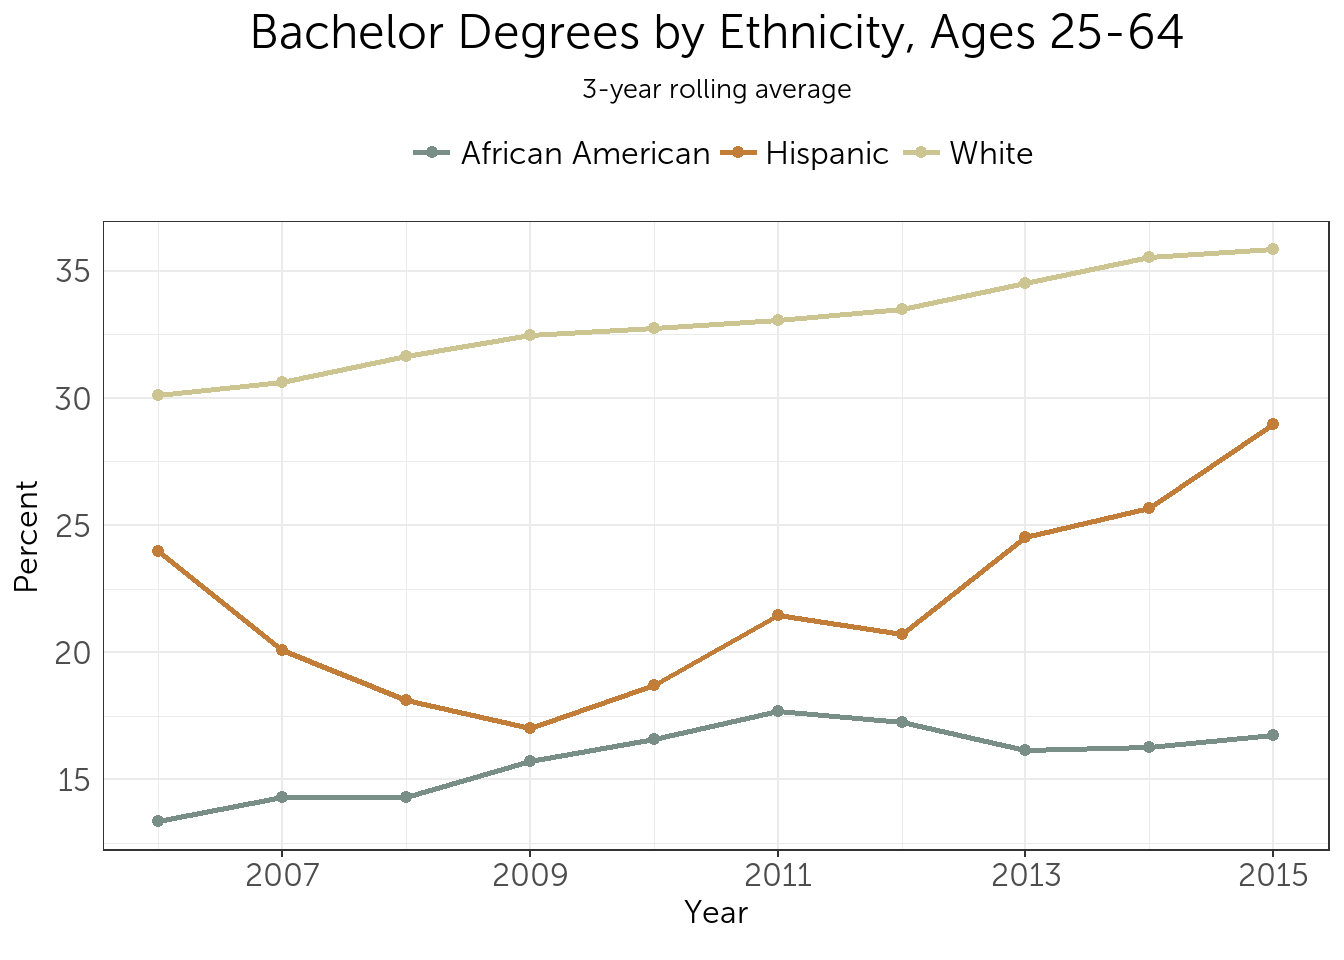 Bachelor Degrees by Ethnicity, Ages 25-64
3-year rolling average
African American Hispanic White
35
30
25
20
15
Percent
2007 2009 2011 2013 2015
Year